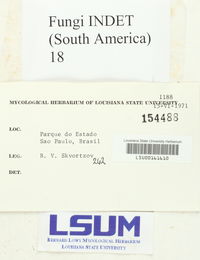 Fungi INDET
(South America)
18
MYCOLOGICAL HERBARIUM OF LOUISIANA STATE UNIVERSITY
1188
15-VI-1971
154488
LOC. Parque do Estado
Sao Paulo, Brasil
Louisiana State University Herbarium
LSU00141410
LEG. B. V. Skvortzov
242
DET.
LSUM
BERNARD LOWY MYCOLOGICAL HERBARIUM
LOUISIANA STATE UNIVERSITY